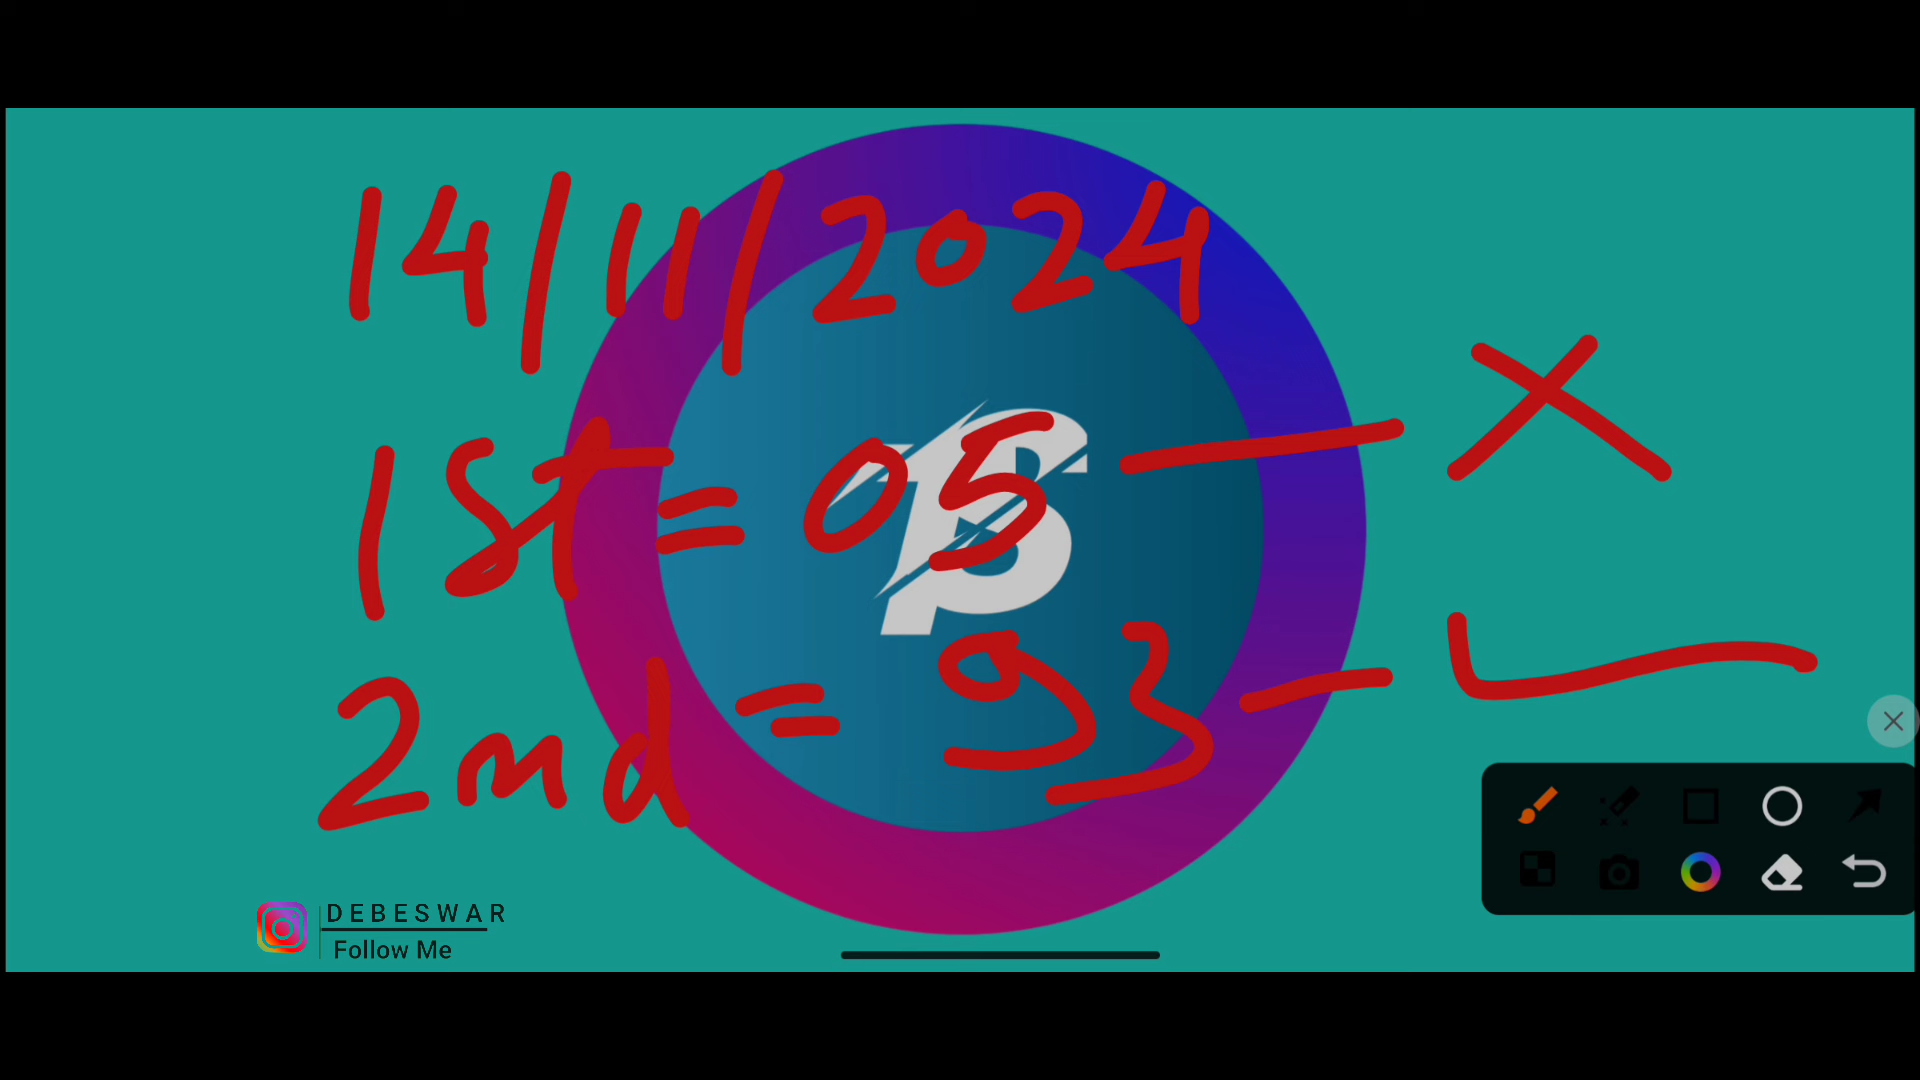 14/11/2024
1st = 05 — ✗
2nd = 93 — ✓
DEBESWAR
Follow Me